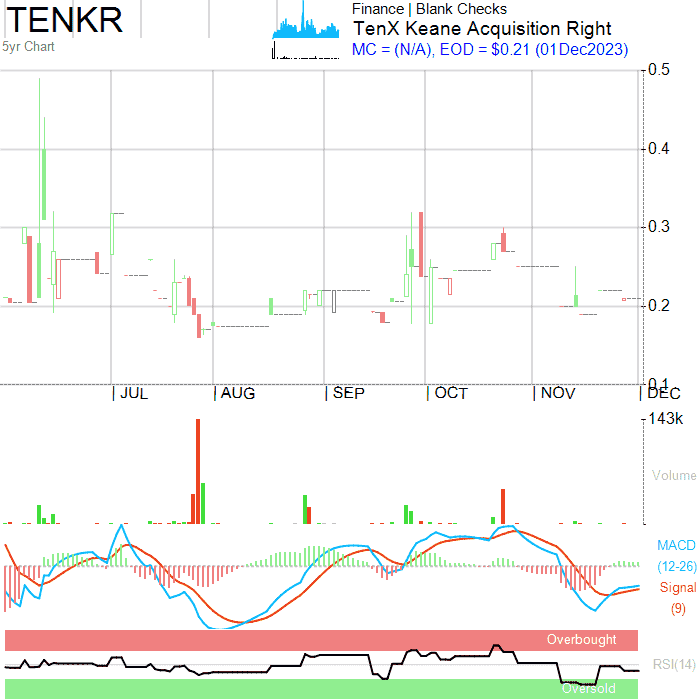 TENKR
5yr Chart
Finance | Blank Checks
TenX Keane Acquisition Right
MC = (N/A), EOD = $0.21 (01Dec2023)
0.5
0.4
0.3
0.2
0.1
| JUL | AUG | SEP | OCT | NOV | DEC
143k
Volume
MACD
(12-26)
Signal
(9)
Overbought
RSI(14)
Oversold